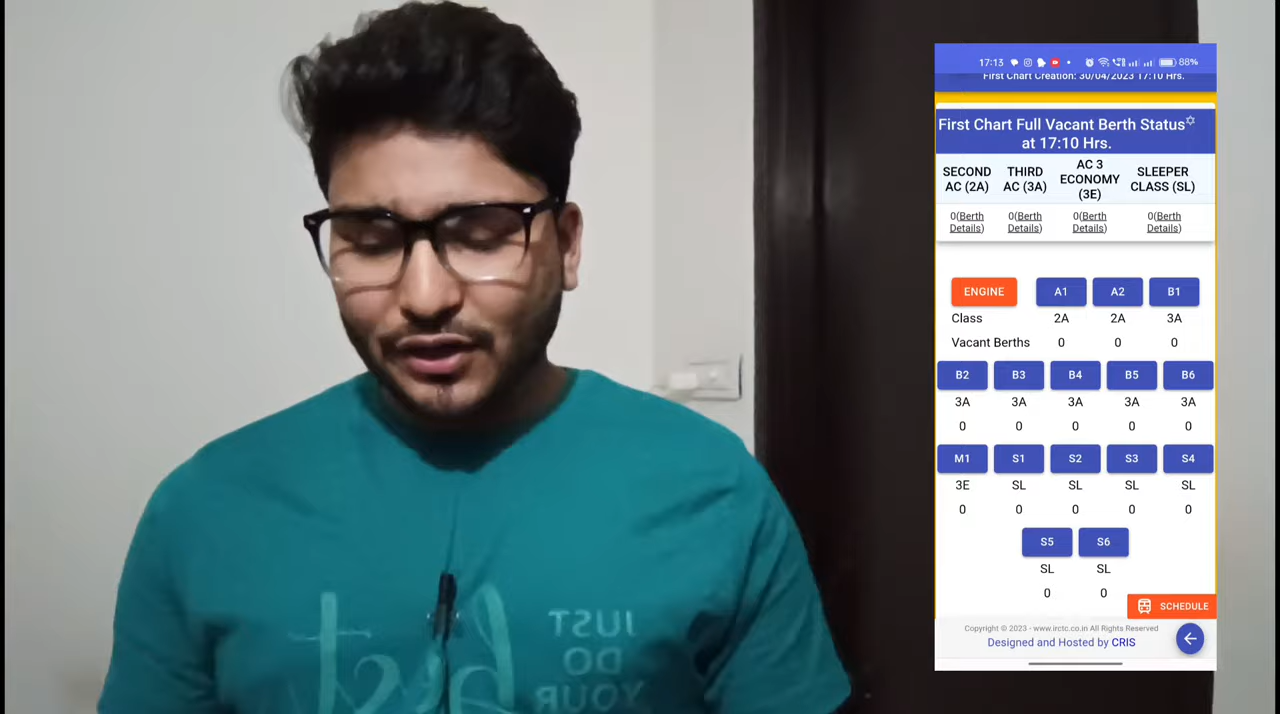 17:13
88%
First Chart Creation: 30/04/2023 17:10 Hrs.
First Chart Full Vacant Berth Status
at 17:10 Hrs.
SECOND AC (2A) THIRD AC (3A) AC 3 ECONOMY (3E) SLEEPER CLASS (SL)
0(Berth Details) 0(Berth Details) 0(Berth Details) 0(Berth Details)
ENGINE A1 A2 B1
Class 2A 2A 3A
Vacant Berths 0 0 0
B2 B3 B4 B5 B6
3A 3A 3A 3A 3A
0 0 0 0 0
M1 S1 S2 S3 S4
3E SL SL SL SL
0 0 0 0 0
S5 S6
SL SL
0 0
SCHEDULE
Copyright © 2023 - www.irctc.co.in All Rights Reserved
Designed and Hosted by CRIS
JUST
DO
YOUR